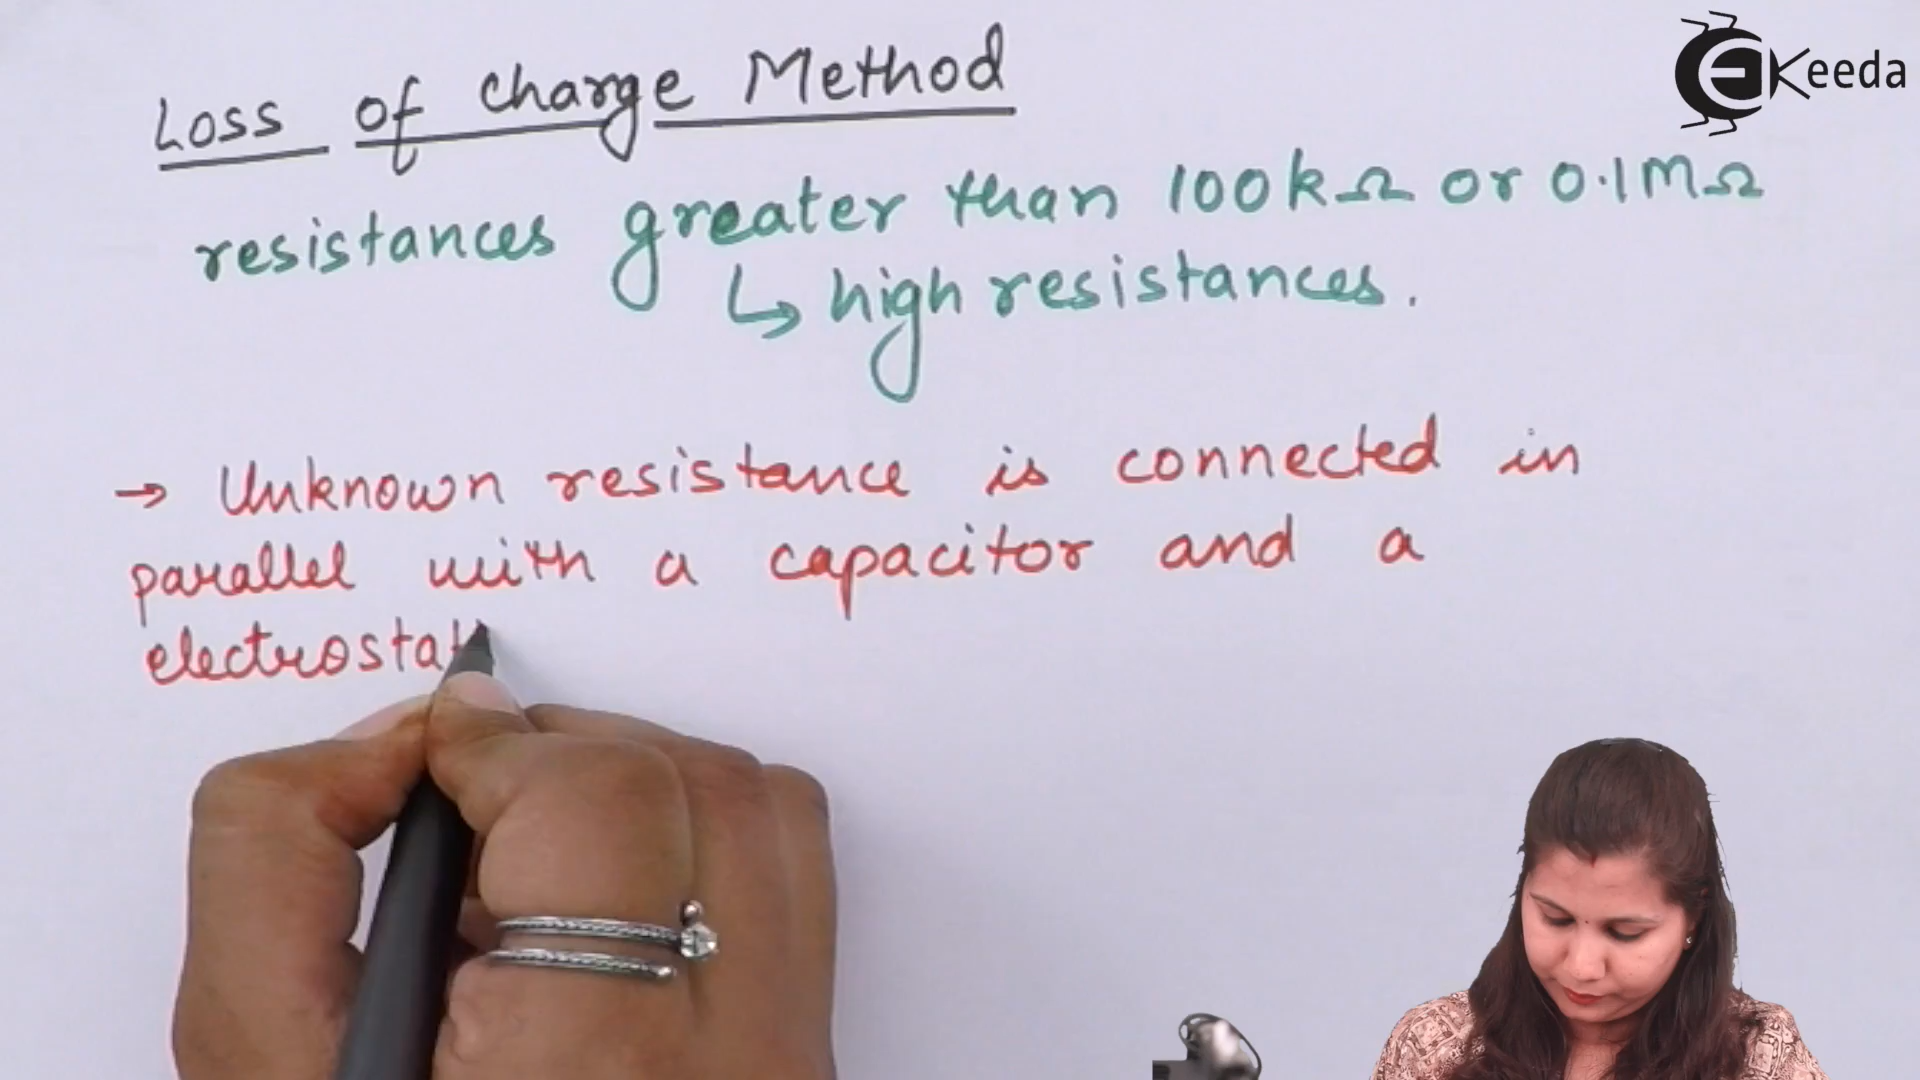 Loss of Charge Method
Keeda
resistances greater than 100kΩ or 0.1MΩ
↳ high resistances.
→ Unknown resistance is connected in
parallel with a capacitor and a
electrostat